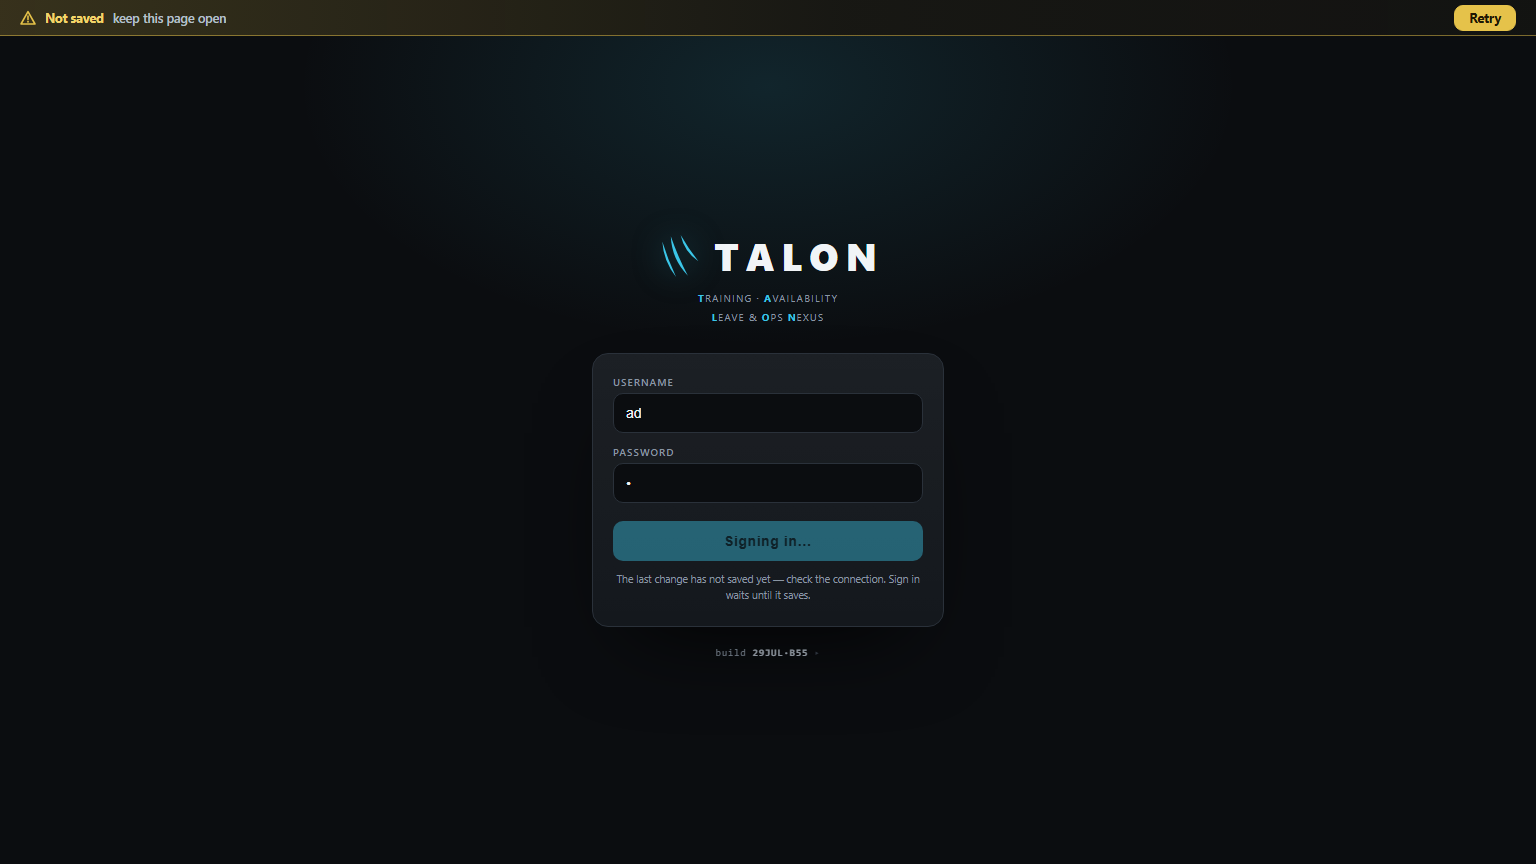 Not saved keep this page open
Retry
TALON
TRAINING · AVAILABILITY
LEAVE & OPS NEXUS
USERNAME
ad
PASSWORD
•
Signing in...
The last change has not saved yet — check the connection. Sign in
waits until it saves.
build 29JUL-B55 -